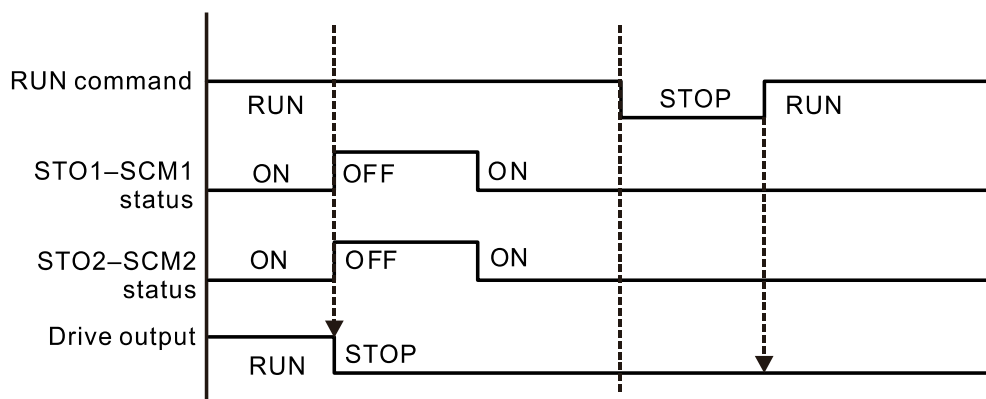 RUN command
RUN
STOP
RUN
STO1–SCM1
status
ON
OFF
ON
STO2–SCM2
status
ON
OFF
ON
Drive output
RUN
STOP